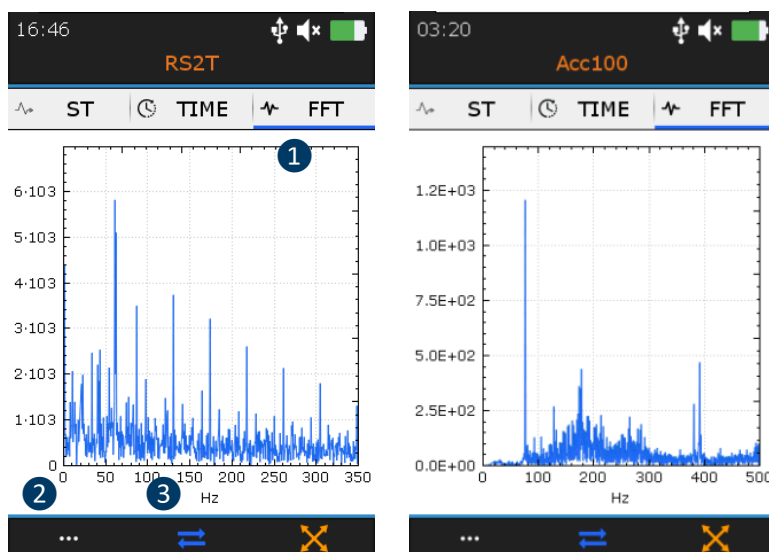 16:46
RS2T
ST TIME FFT
1
6·103
5·103
4·103
3·103
2·103
1·103
0
0 50 100 150 200 250 300 350
Hz
2 3
...
03:20
Acc100
ST TIME FFT
1.2E+03
1.0E+03
7.5E+02
5.0E+02
2.5E+02
0.0E+00
0 100 200 300 400 500
Hz
...